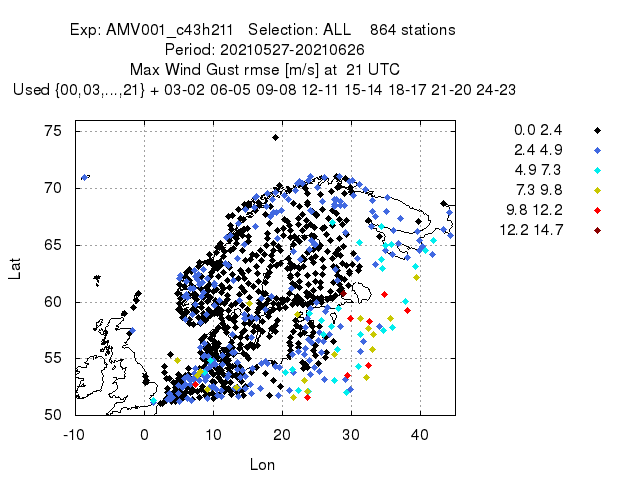 Exp: AMV001_c43h211 Selection: ALL 864 stations
Period: 20210527-20210626
Max Wind Gust rmse [m/s] at 21 UTC
Used {00,03,...,21} + 03-02 06-05 09-08 12-11 15-14 18-17 21-20 24-23
75
70
65
60
55
50
Lat
-10 0 10 20 30 40
Lon
0.0 2.4
2.4 4.9
4.9 7.3
7.3 9.8
9.8 12.2
12.2 14.7